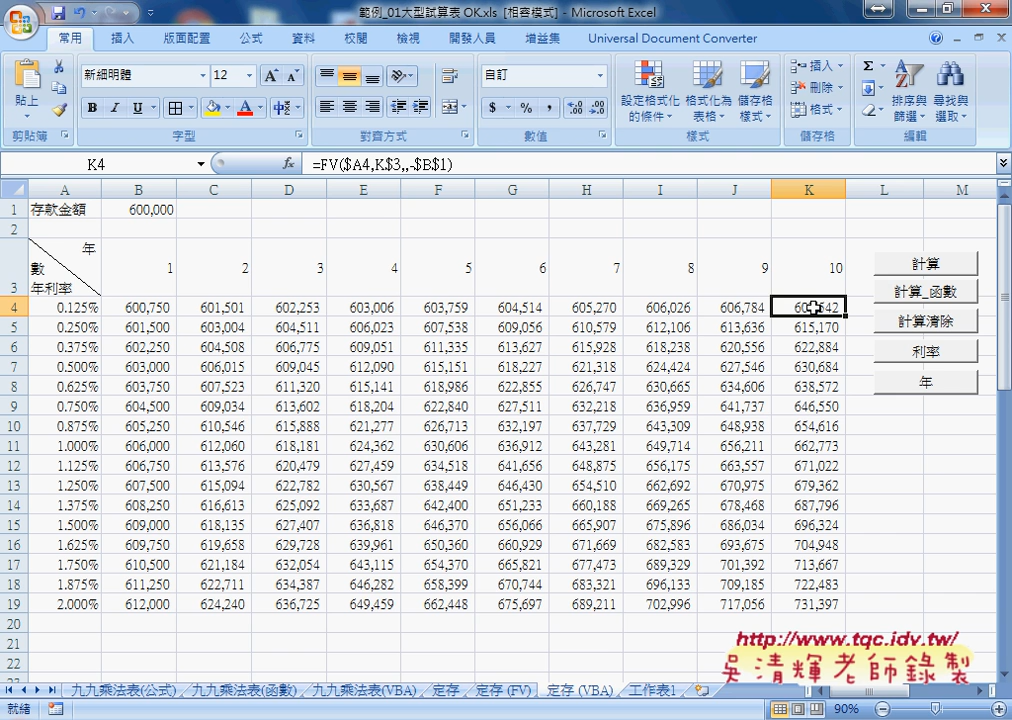 範例_01大型試算表 OK.xls [相容模式] - Microsoft Excel
常用 插入 版面配置 公式 資料 校閱 檢視 開發人員 增益集 Universal Document Converter
貼上 新細明體 12 自訂 設定格式化的條件 格式化為表格 儲存格樣式 插入 刪除 格式 排序與篩選 尋找與選取
剪貼簿 字型 對齊方式 數值 樣式 儲存格 編輯
K4 fx =FV($A4,K$3,,-$B$1)
A B C D E F G H I J K L M
1 存款金額 600,000
2
年
數
3 年利率 1 2 3 4 5 6 7 8 9 10
4 0.125% 600,750 601,501 602,253 603,006 603,759 604,514 605,270 606,026 606,784
5 0.250% 601,500 603,004 604,511 606,023 607,538 609,056 610,579 612,106 613,636 615,170
6 0.375% 602,250 604,508 606,775 609,051 611,335 613,627 615,928 618,238 620,556 622,884
7 0.500% 603,000 606,015 609,045 612,090 615,151 618,227 621,318 624,424 627,546 630,684
8 0.625% 603,750 607,523 611,320 615,141 618,986 622,855 626,747 630,665 634,606 638,572
9 0.750% 604,500 609,034 613,602 618,204 622,840 627,511 632,218 636,959 641,737 646,550
10 0.875% 605,250 610,546 615,888 621,277 626,713 632,197 637,729 643,309 648,938 654,616
11 1.000% 606,000 612,060 618,181 624,362 630,606 636,912 643,281 649,714 656,211 662,773
12 1.125% 606,750 613,576 620,479 627,459 634,518 641,656 648,875 656,175 663,557 671,022
13 1.250% 607,500 615,094 622,782 630,567 638,449 646,430 654,510 662,692 670,975 679,362
14 1.375% 608,250 616,613 625,092 633,687 642,400 651,233 660,188 669,265 678,468 687,796
15 1.500% 609,000 618,135 627,407 636,818 646,370 656,066 665,907 675,896 686,034 696,324
16 1.625% 609,750 619,658 629,728 639,961 650,360 660,929 671,669 682,583 693,675 704,948
17 1.750% 610,500 621,184 632,054 643,115 654,370 665,821 677,473 689,329 701,392 713,667
18 1.875% 611,250 622,711 634,387 646,282 658,399 670,744 683,321 696,133 709,185 722,483
19 2.000% 612,000 624,240 636,725 649,459 662,448 675,697 689,211 702,996 717,056 731,397
20
21
22
計算
計算_函數
計算清除
利率
年
http://www.tqc.idv.tw/
吳清輝老師錄製
九九乘法表(公式) 九九乘法表(函數) 九九乘法表(VBA) 定存 定存 (FV) 定存 (VBA) 工作表1
就緒 90%